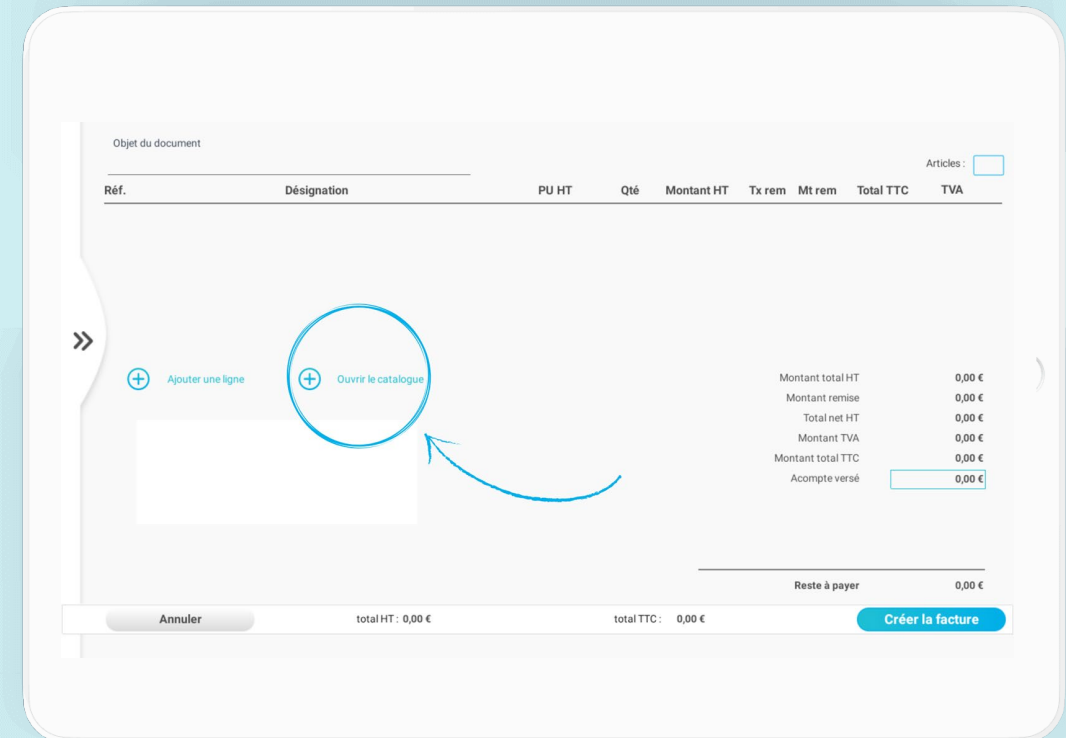 Objet du document
Articles :
Réf. Désignation PU HT Qté Montant HT Tx rem Mt rem Total TTC TVA
Ajouter une ligne Ouvrir le catalogue
Montant total HT 0,00 €
Montant remise 0,00 €
Total net HT 0,00 €
Montant TVA 0,00 €
Montant total TTC 0,00 €
Acompte versé 0,00 €
Reste à payer 0,00 €
Annuler total HT : 0,00 € total TTC : 0,00 € Créer la facture